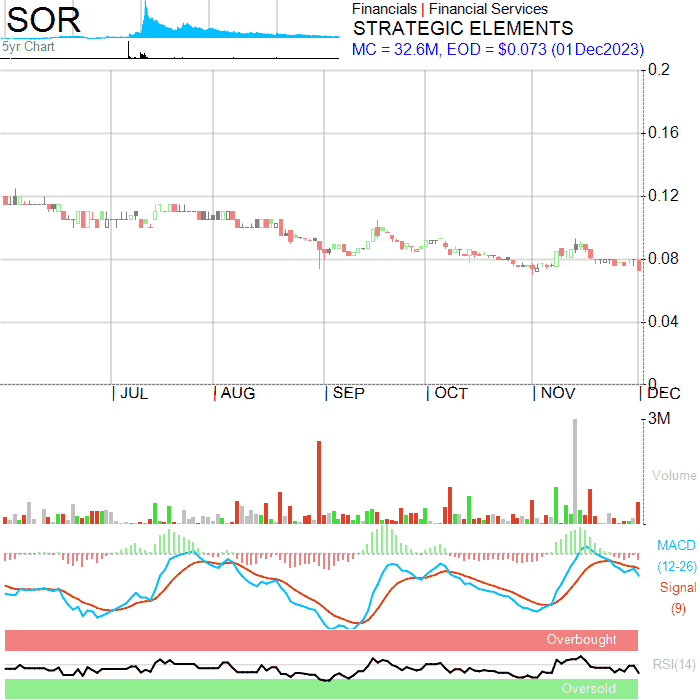 SOR
5yr Chart
Financials | Financial Services
STRATEGIC ELEMENTS
MC = 32.6M, EOD = $0.073 (01Dec2023)
0.2
0.16
0.12
0.08
0.04
0
JUL AUG SEP OCT NOV DEC
3M
Volume
MACD
(12-26)
Signal
(9)
Overbought
RSI(14)
Oversold